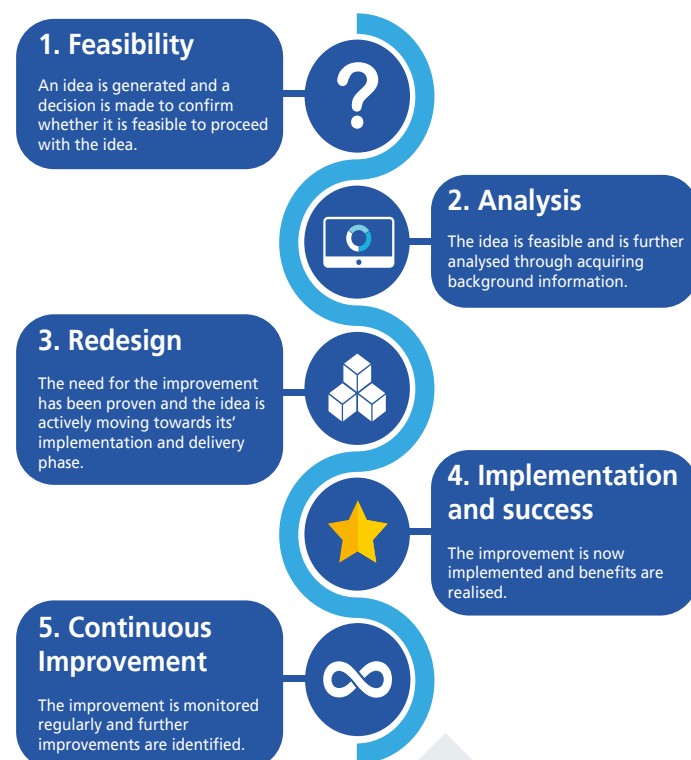 1. Feasibility
An idea is generated and a
decision is made to confirm
whether it is feasible to proceed
with the idea.
2. Analysis
The idea is feasible and is further
analysed through acquiring
background information.
3. Redesign
The need for the improvement
has been proven and the idea is
actively moving towards its’
implementation and delivery
phase.
4. Implementation
and success
The improvement is now
implemented and benefits are
realised.
5. Continuous
Improvement
The improvement is monitored
regularly and further
improvements are identified.